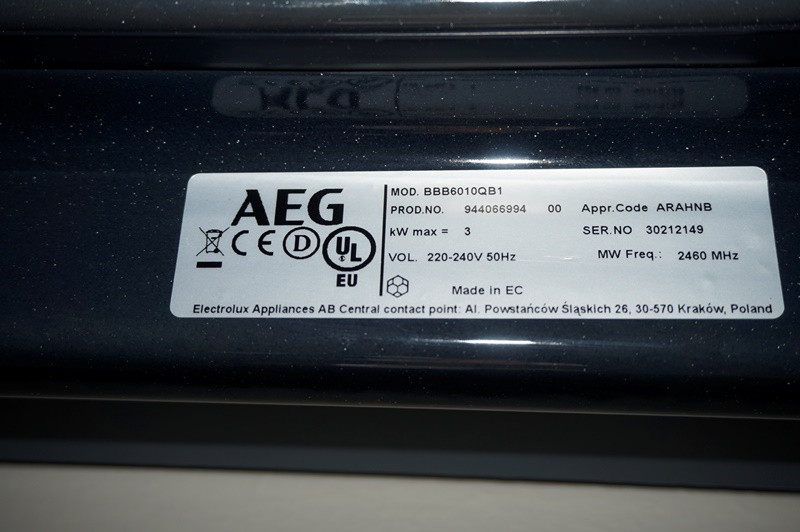 AEG
CE D UL
EU
MOD. BBB6010QB1
PROD.NO. 944066994 00 Appr.Code ARAHNB
kW max = 3 SER.NO 30212149
VOL. 220-240V 50Hz MW Freq.: 2460 MHz
Made in EC
Electrolux Appliances AB Central contact point: Al. Powstańców Śląskich 26, 30-570 Kraków, Poland